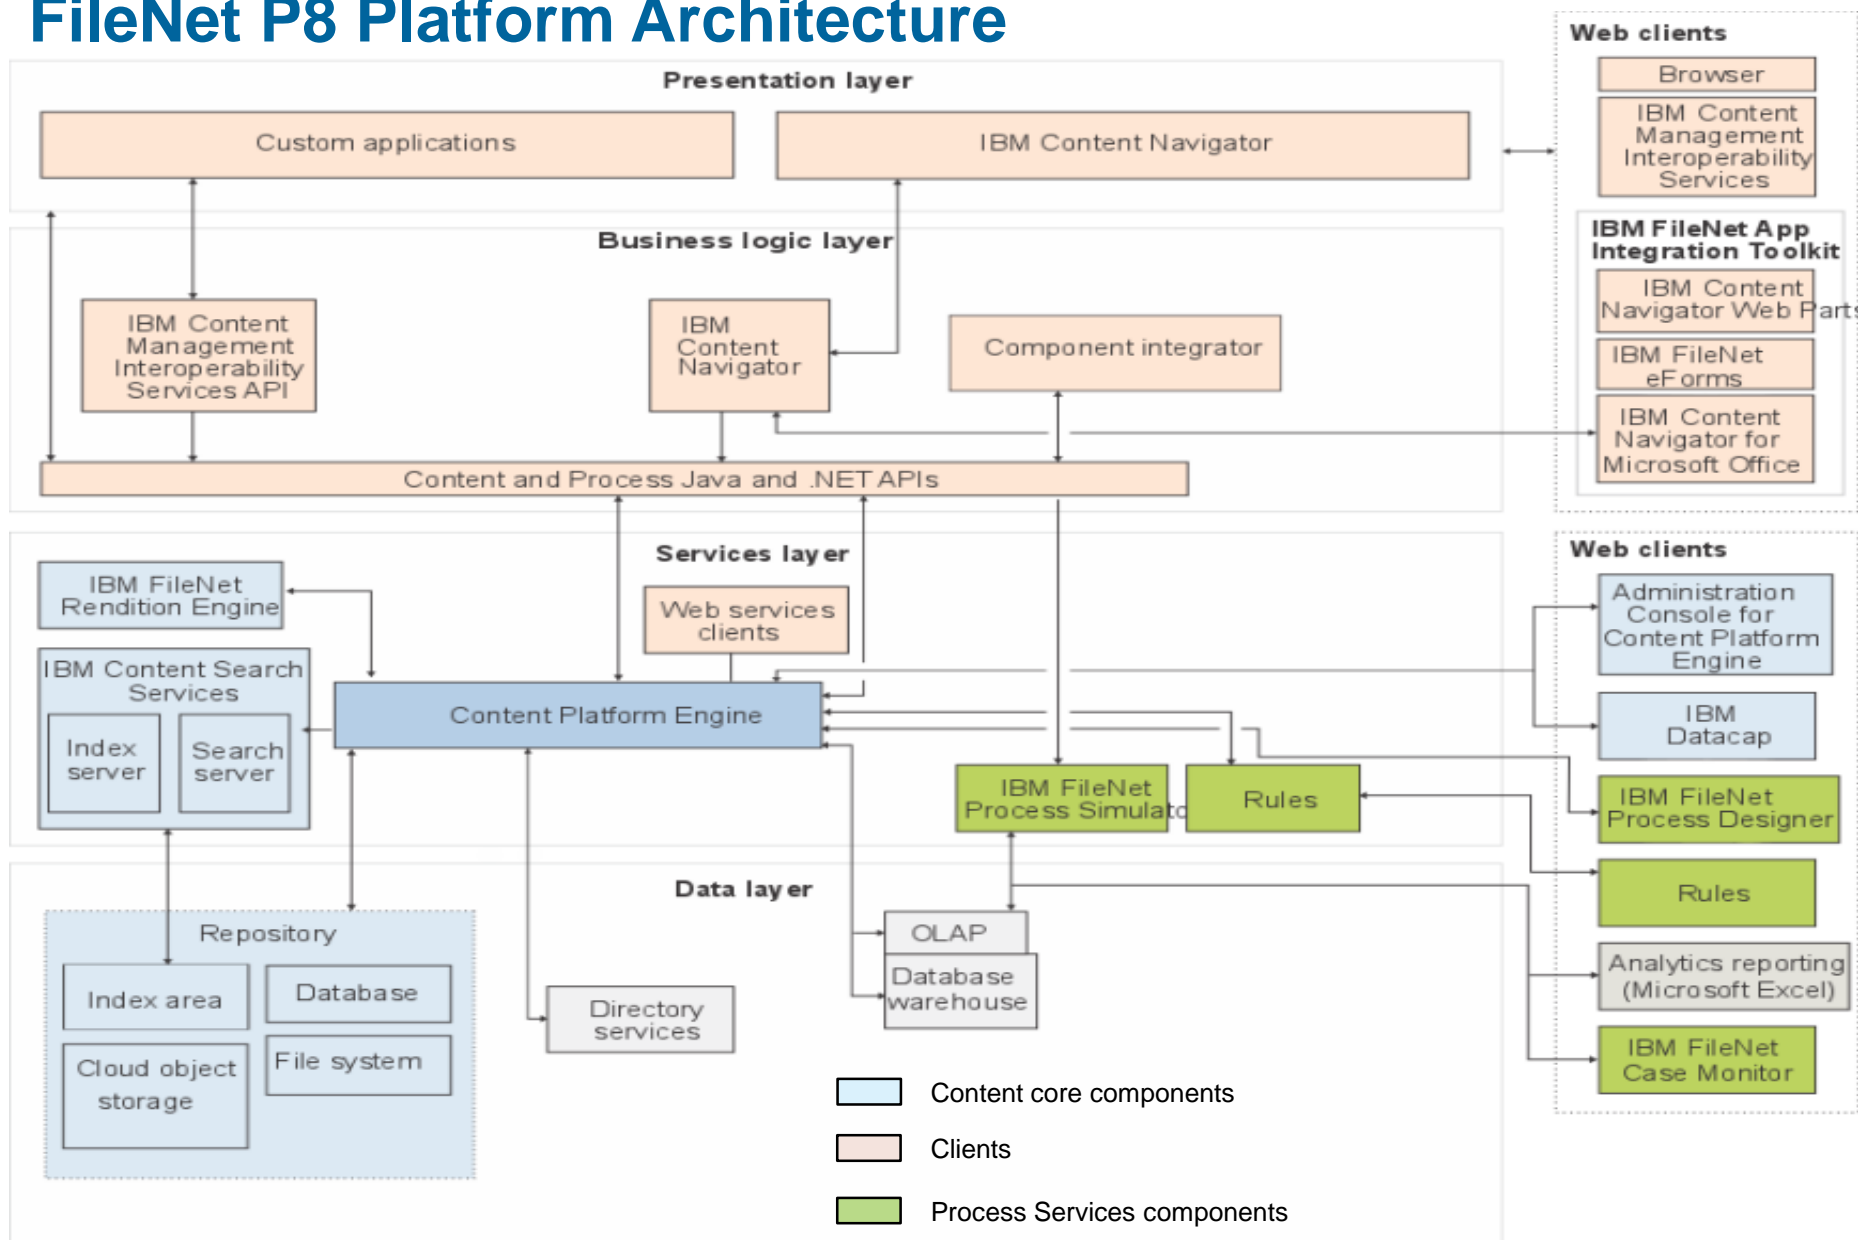 FileNet P8 Platform Architecture
Presentation layer
Custom applications
IBM Content Navigator
Business logic layer
IBM Content
Management
Interoperability
Services API
IBM
Content
Navigator
Component integrator
Content and Process Java and .NET APIs
Services layer
IBM FileNet
Rendition Engine
Web services
clients
IBM Content Search
Services
Index
server
Search
server
Content Platform Engine
IBM FileNet
Process Simulato
Rules
Data layer
Repository
Index area
Database
Cloud object
storage
File system
Directory
services
OLAP
Database
warehouse
Content core components
Clients
Process Services components
Web clients
Browser
IBM Content
Management
Interoperability
Services
IBM FileNet App
Integration Toolkit
IBM Content
Navigator Web Parts
IBM FileNet
eForms
IBM Content
Navigator for
Microsoft Office
Web clients
Administration
Console for
Content Platform
Engine
IBM
Datacap
IBM FileNet
Process Designer
Rules
Analytics reporting
(Microsoft Excel)
IBM FileNet
Case Monitor